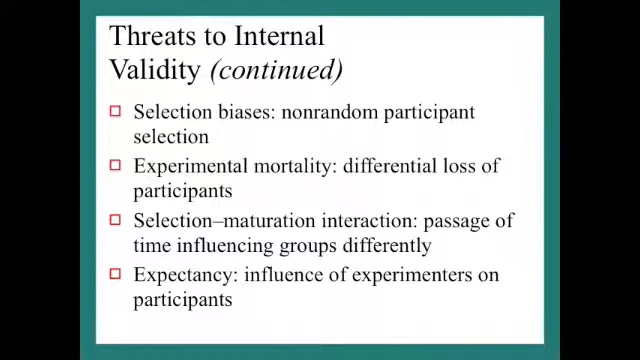 Threats to Internal
Validity (continued)
Selection biases: nonrandom participant
selection
Experimental mortality: differential loss of
participants
Selection–maturation interaction: passage of
time influencing groups differently
Expectancy: influence of experimenters on
participants